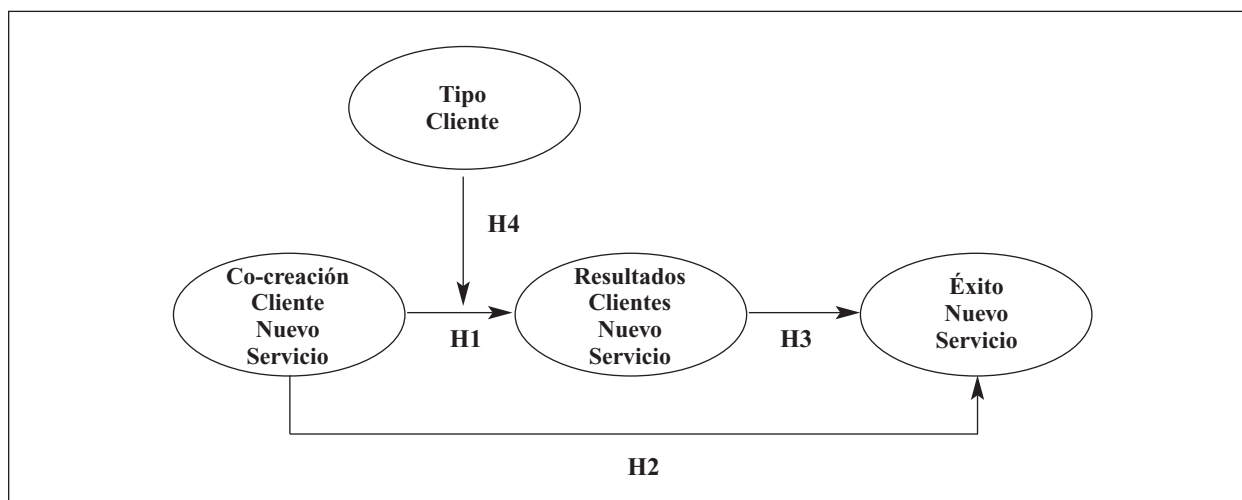 Tipo
Cliente
H4
Co-creación
Cliente
Nuevo
Servicio
H1
Resultados
Clientes
Nuevo
Servicio
H3
Éxito
Nuevo
Servicio
H2